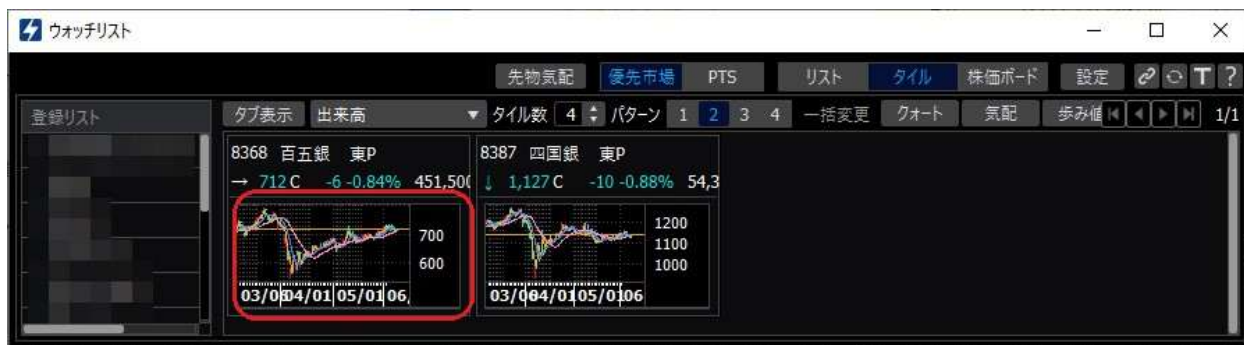 ウォッチリスト
先物気配 優先市場 PTS リスト タイル 株価ボード 設定 T ?
登録リスト タブ表示 出来高 タイル数 4 パターン 1 2 3 4 一括変更 クォート 気配 歩み値 1/1
8368 百五銀 東P
→ 712 C -6 -0.84% 451,500
700
600
03/06 04/01 05/01 06,
8387 四国銀 東P
↓ 1,127 C -10 -0.88% 54,3
1200
1100
1000
03/06 04/01 05/01 06